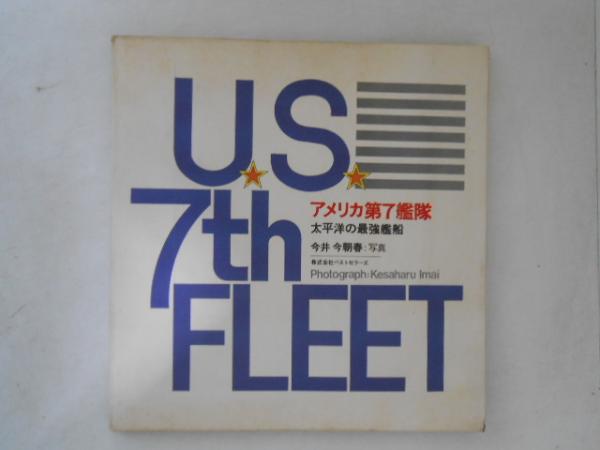 U.S.
7th
アメリカ第7艦隊
太平洋の最強艦船
今井 今朝春:写真
株式会社ベストセラーズ
Photograph:Kesaharu Imai
FLEET